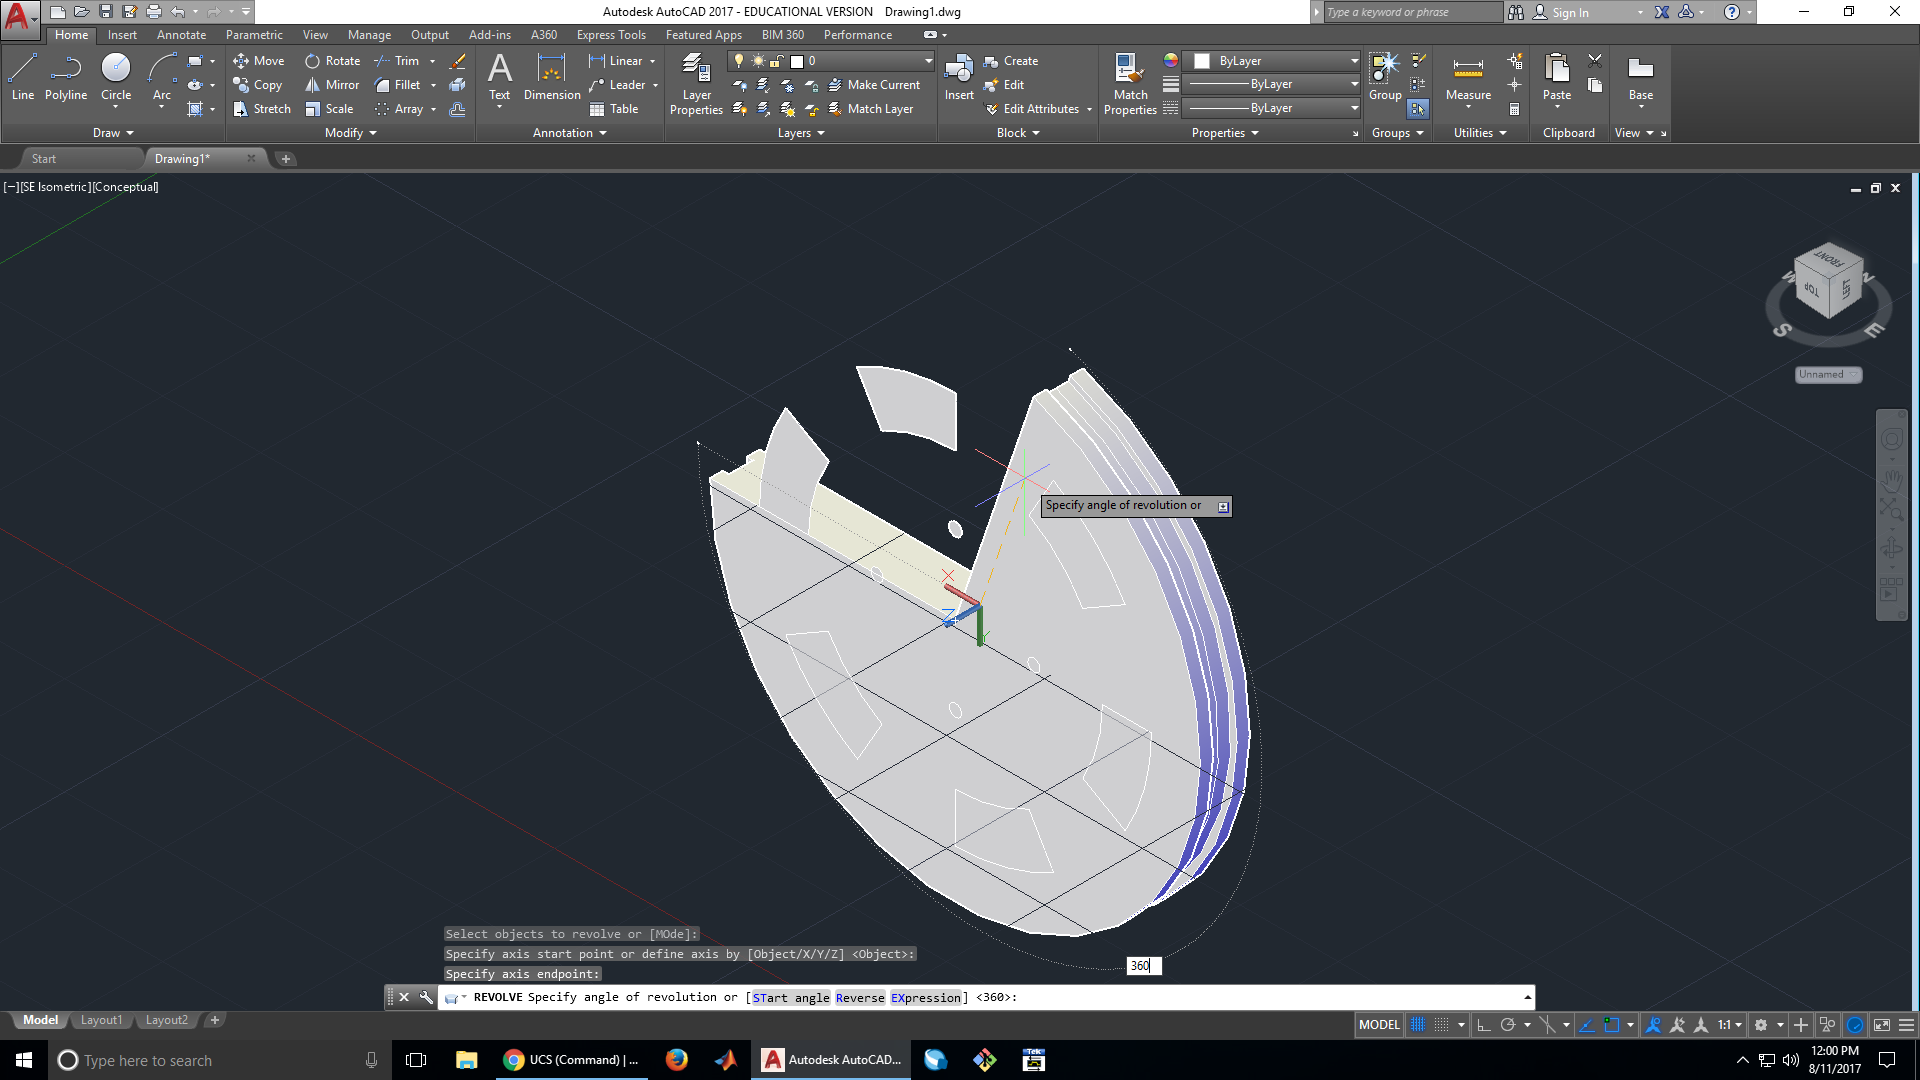 Autodesk AutoCAD 2017 - EDUCATIONAL VERSION Drawing1.dwg
Type a keyword or phrase
Sign In
Home Insert Annotate Parametric View Manage Output Add-ins A360 Express Tools Featured Apps BIM 360 Performance
Line Polyline Circle Arc
Move Rotate Trim
Copy Mirror Fillet
Stretch Scale Array
Text Dimension
Linear
Leader
Table
Layer Properties
0
Make Current
Match Layer
Insert
Create
Edit
Edit Attributes
Match Properties
ByLayer
ByLayer
ByLayer
Group
Measure
Paste
Base
Draw Modify Annotation Layers Block Properties Groups Utilities Clipboard View
Start Drawing1*
[−][SE Isometric][Conceptual]
FRONT
TOP
LEFT
W N
S E
Unnamed
Specify angle of revolution or
X
Z
Y
Select objects to revolve or [MOde]:
Specify axis start point or define axis by [Object/X/Y/Z] <Object>:
Specify axis endpoint:
360
REVOLVE Specify angle of revolution or [STart angle Reverse EXpression] <360>:
Model Layout1 Layout2
MODEL
1:1
Type here to search
UCS (Command) | ...
Autodesk AutoCAD...
Tek
12:00 PM
8/11/2017